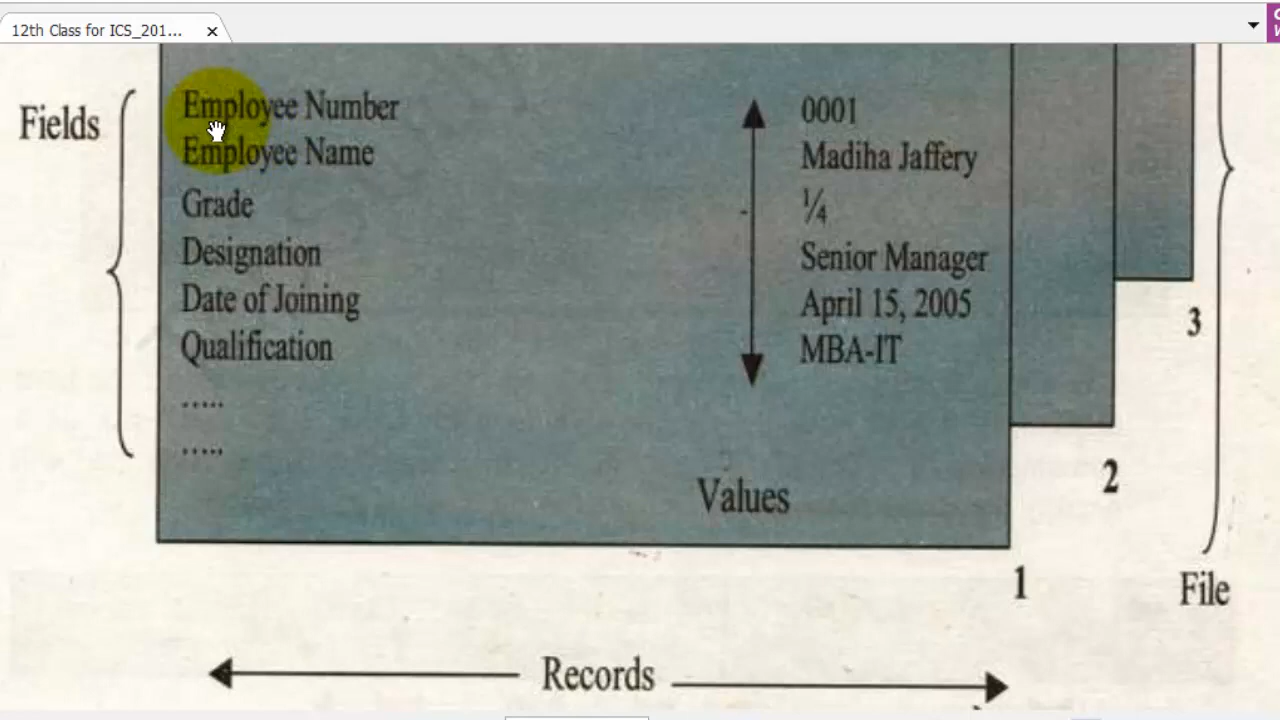 12th Class for ICS_201...
Fields
Employee Number 0001
Employee Name Madiha Jaffery
Grade ¼
Designation Senior Manager
Date of Joining April 15, 2005
Qualification MBA-IT
.....
.....
Values
1
2
3
File
Records